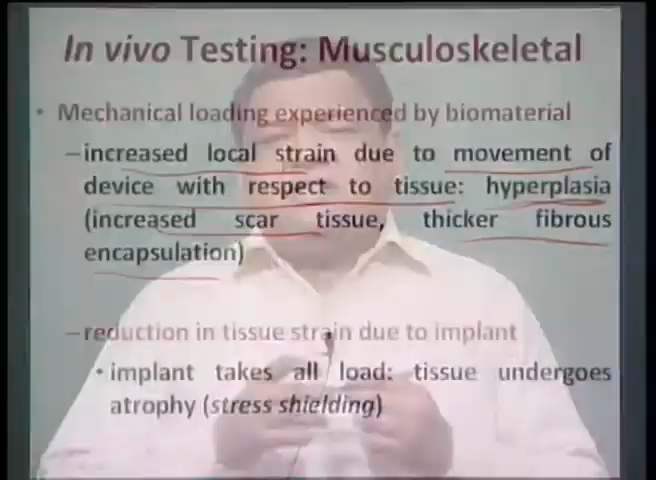 In vivo Testing: Musculoskeletal
• Mechanical loading experienced by biomaterial
–increased local strain due to movement of
device with respect to tissue: hyperplasia
(increased scar tissue, thicker fibrous
encapsulation)
–reduction in tissue strain due to implant
• implant takes all load: tissue undergoes
atrophy (stress shielding)